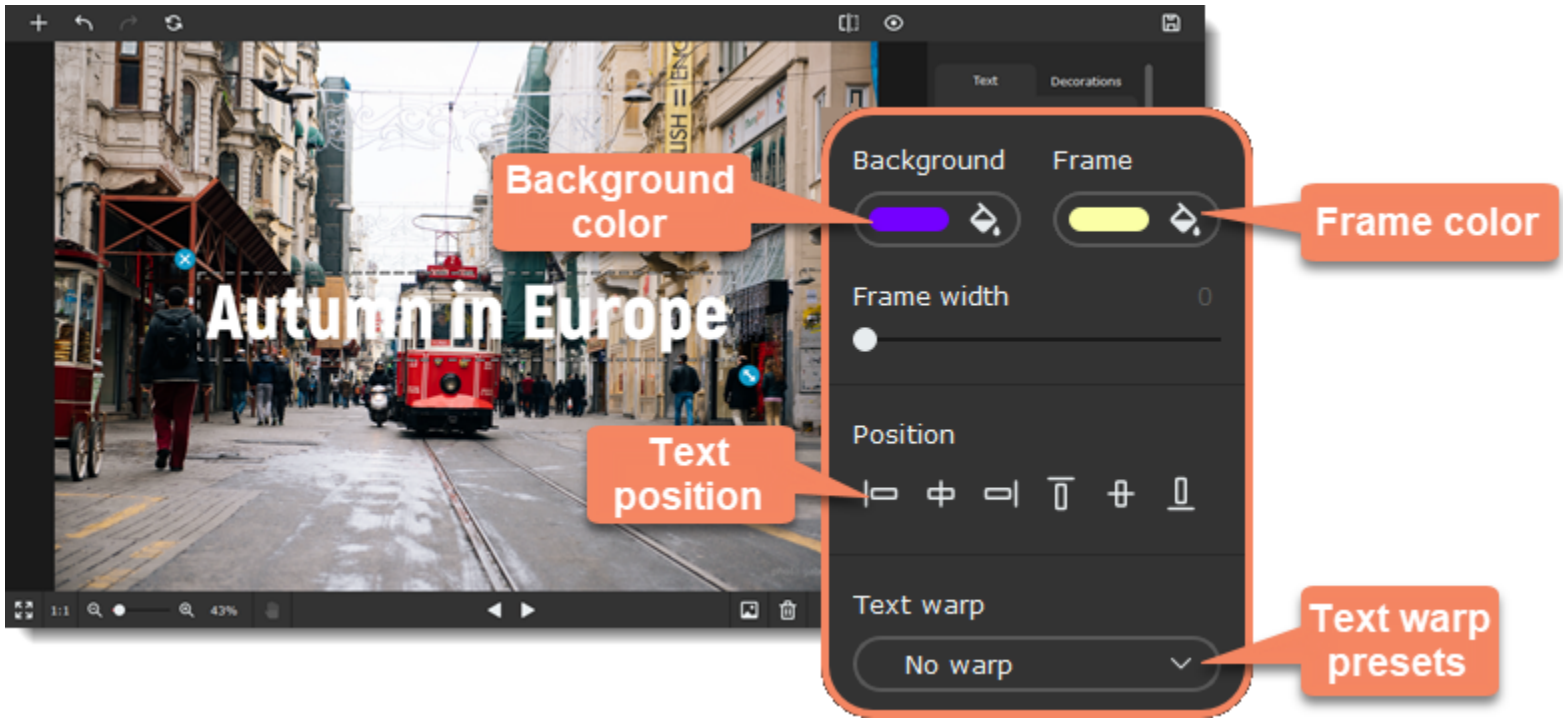 Text Decorations
Background Frame
Background
color
Frame color
Frame width 0
Autumn in Europe
Position
Text
position
Text warp
No warp
Text warp
presets
1:1 43%